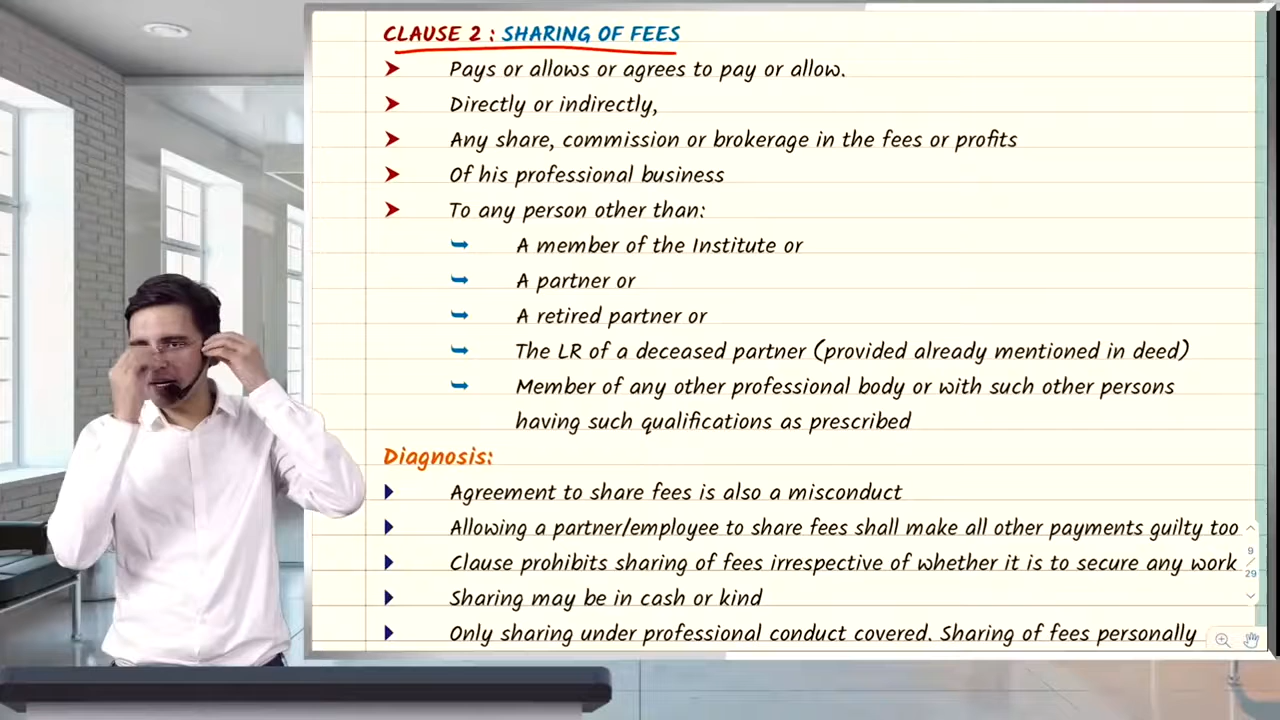 CLAUSE 2 : SHARING OF FEES
➤ Pays or allows or agrees to pay or allow.
➤ Directly or indirectly,
➤ Any share, commission or brokerage in the fees or profits
➤ Of his professional business
➤ To any person other than:
A member of the Institute or
A partner or
A retired partner or
The LR of a deceased partner (provided already mentioned in deed)
Member of any other professional body or with such other persons
having such qualifications as prescribed
Diagnosis:
Agreement to share fees is also a misconduct
Allowing a partner/employee to share fees shall make all other payments guilty too
Clause prohibits sharing of fees irrespective of whether it is to secure any work
Sharing may be in cash or kind
Only sharing under professional conduct covered. Sharing of fees personally
9
/
29